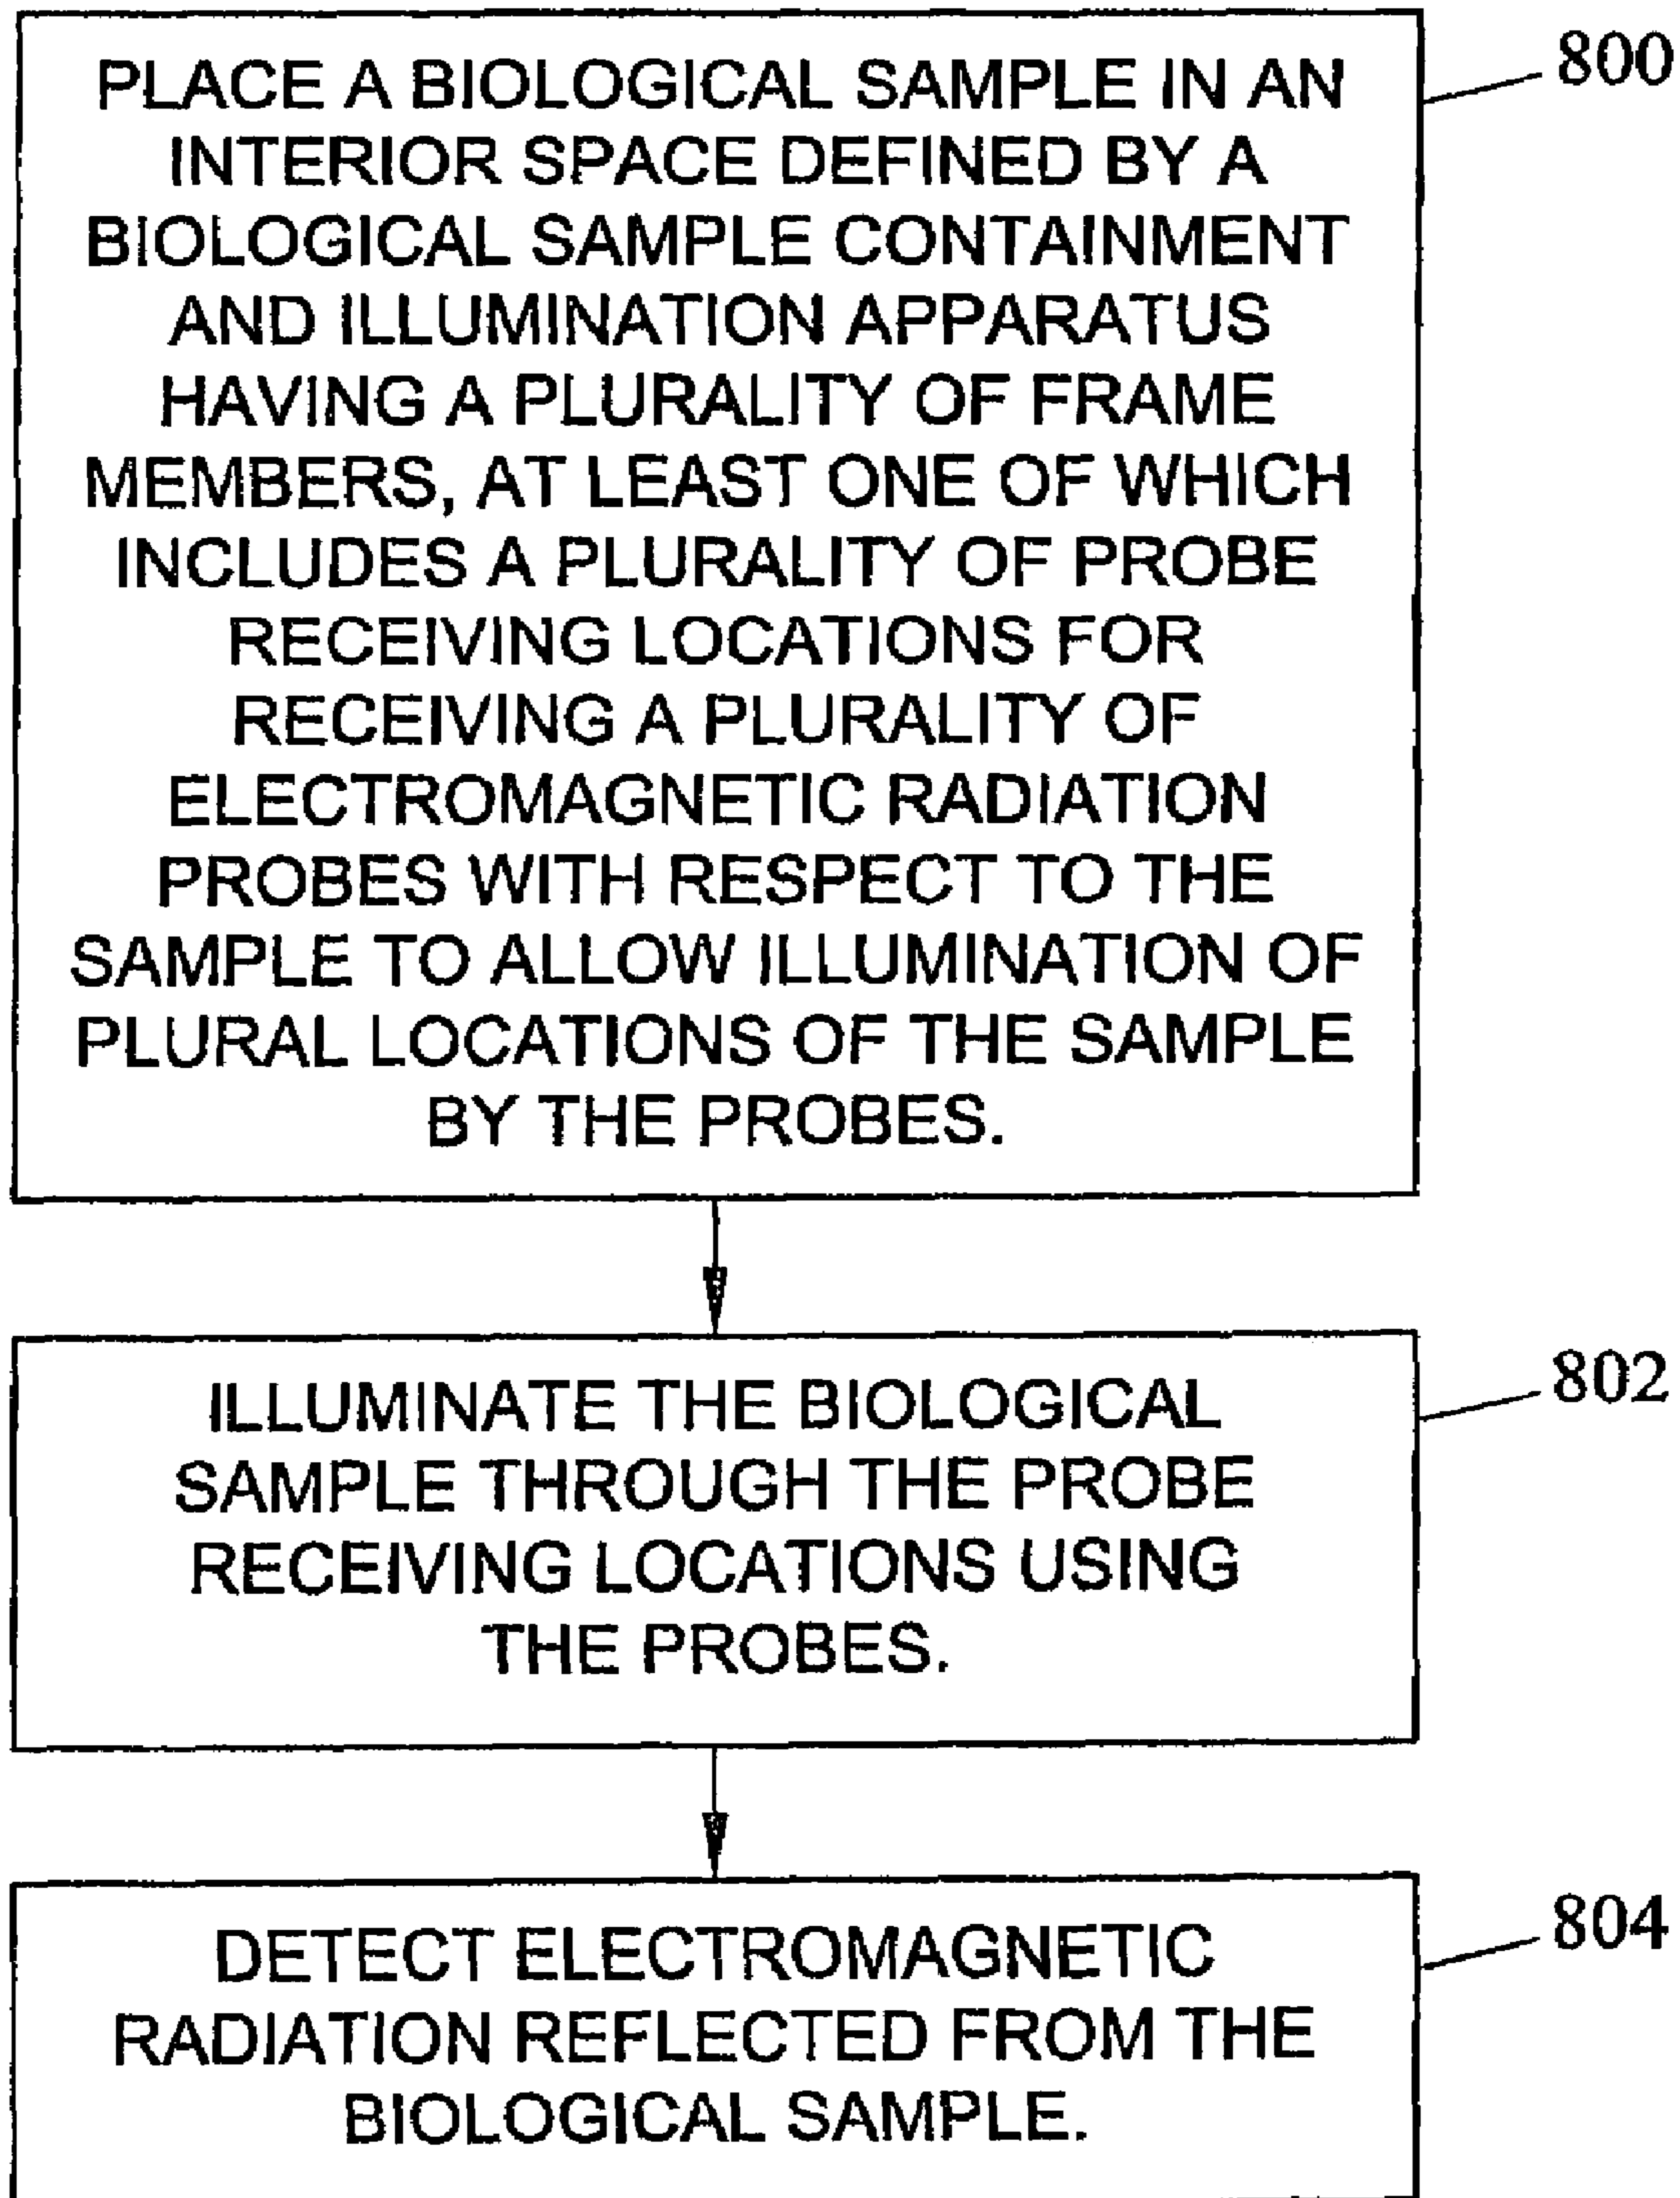 PLACE A BIOLOGICAL SAMPLE IN AN
INTERIOR SPACE DEFINED BY A
BIOLOGICAL SAMPLE CONTAINMENT
AND ILLUMINATION APPARATUS
HAVING A PLURALITY OF FRAME
MEMBERS, AT LEAST ONE OF WHICH
INCLUDES A PLURALITY OF PROBE
RECEIVING LOCATIONS FOR
RECEIVING A PLURALITY OF
ELECTROMAGNETIC RADIATION
PROBES WITH RESPECT TO THE
SAMPLE TO ALLOW ILLUMINATION OF
PLURAL LOCATIONS OF THE SAMPLE
BY THE PROBES.
800
ILLUMINATE THE BIOLOGICAL
SAMPLE THROUGH THE PROBE
RECEIVING LOCATIONS USING
THE PROBES.
802
DETECT ELECTROMAGNETIC
RADIATION REFLECTED FROM THE
BIOLOGICAL SAMPLE.
804